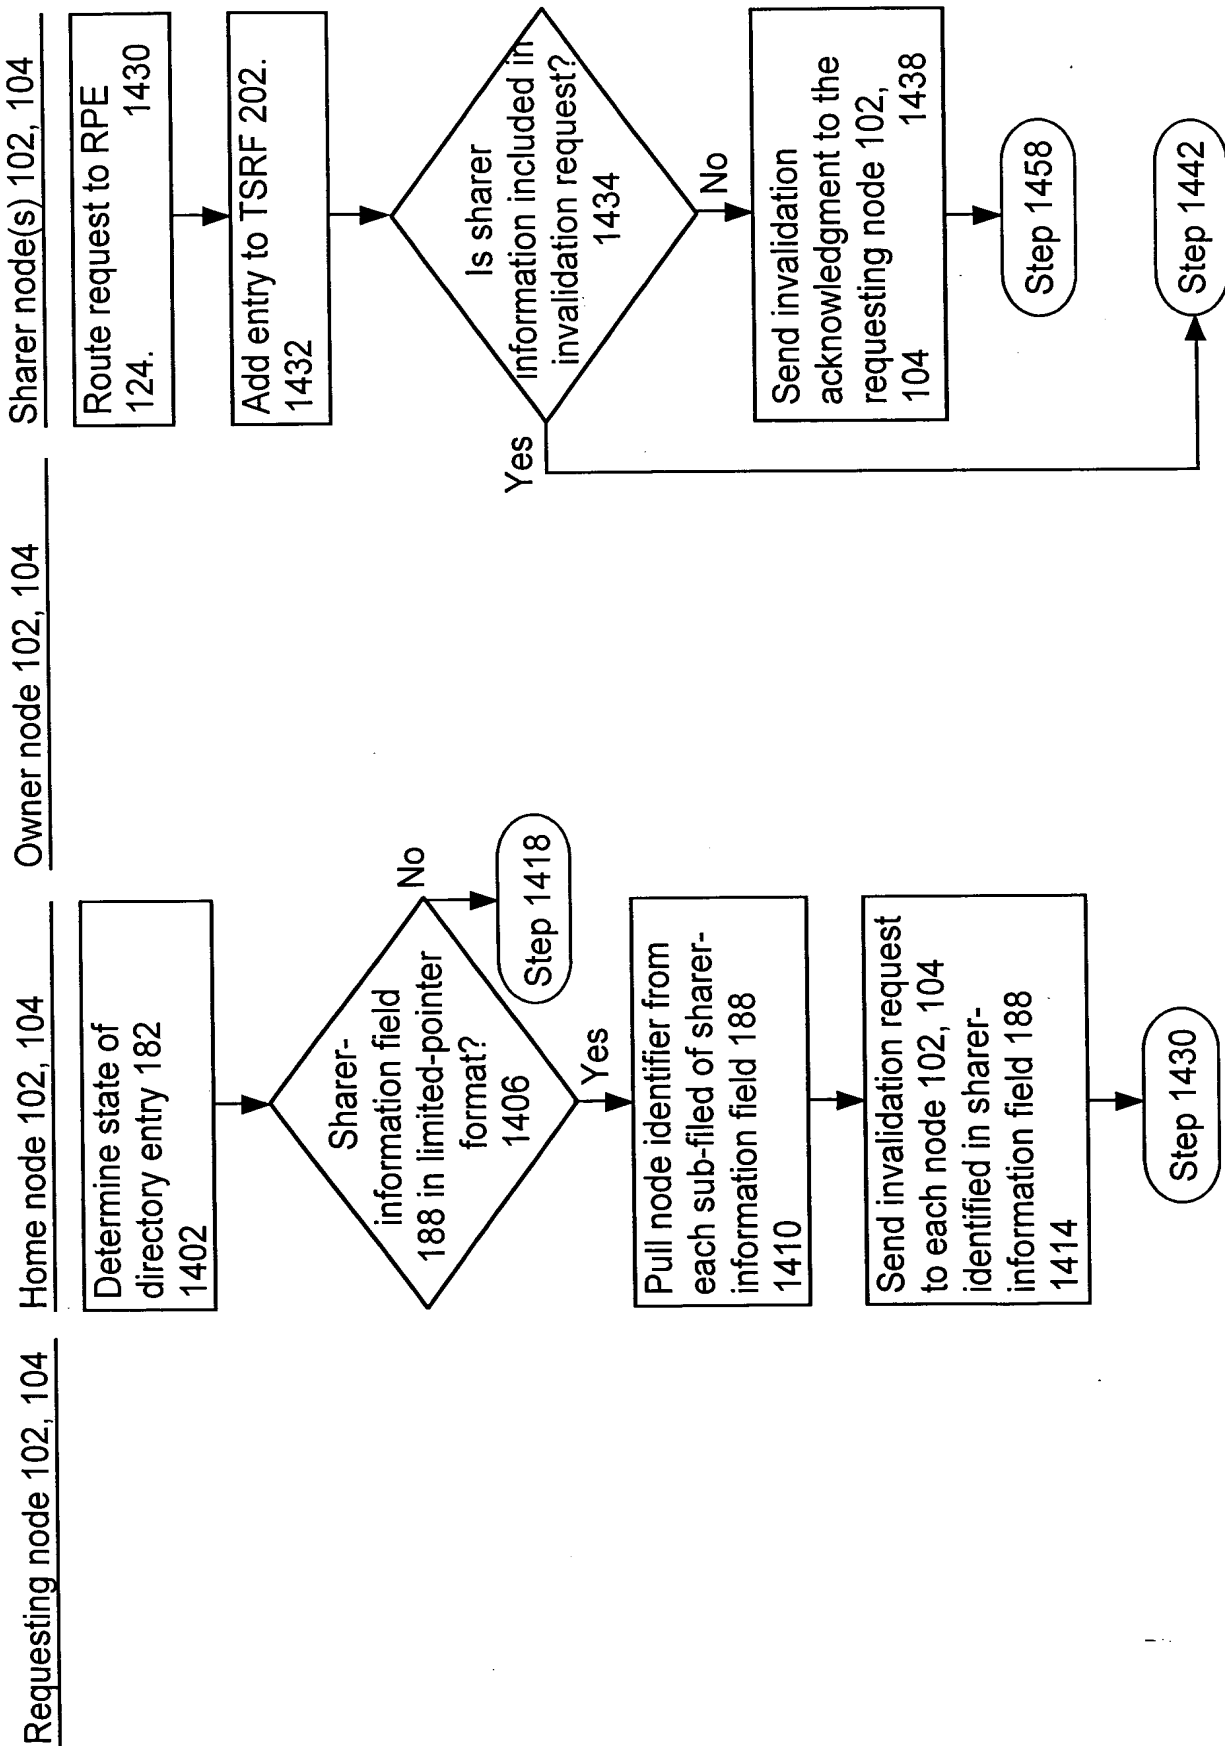 Requesting node 102, 104
Home node 102, 104
Owner node 102, 104
Sharer node(s) 102, 104
Determine state of
directory entry 182
1402
Sharer-
information field
188 in limited-pointer
format?
1406
No
Step 1418
Yes
Pull node identifier from
each sub-filed of sharer-
information field 188
1410
Send invalidation request
to each node 102, 104
identified in sharer-
information field 188
1414
Step 1430
Route request to RPE
124. 1430
Add entry to TSRF 202.
1432
Is sharer
information included in
invalidation request?
1434
Yes
No
Send invalidation
acknowledgment to the
requesting node 102,
104 1438
Step 1458
Step 1442